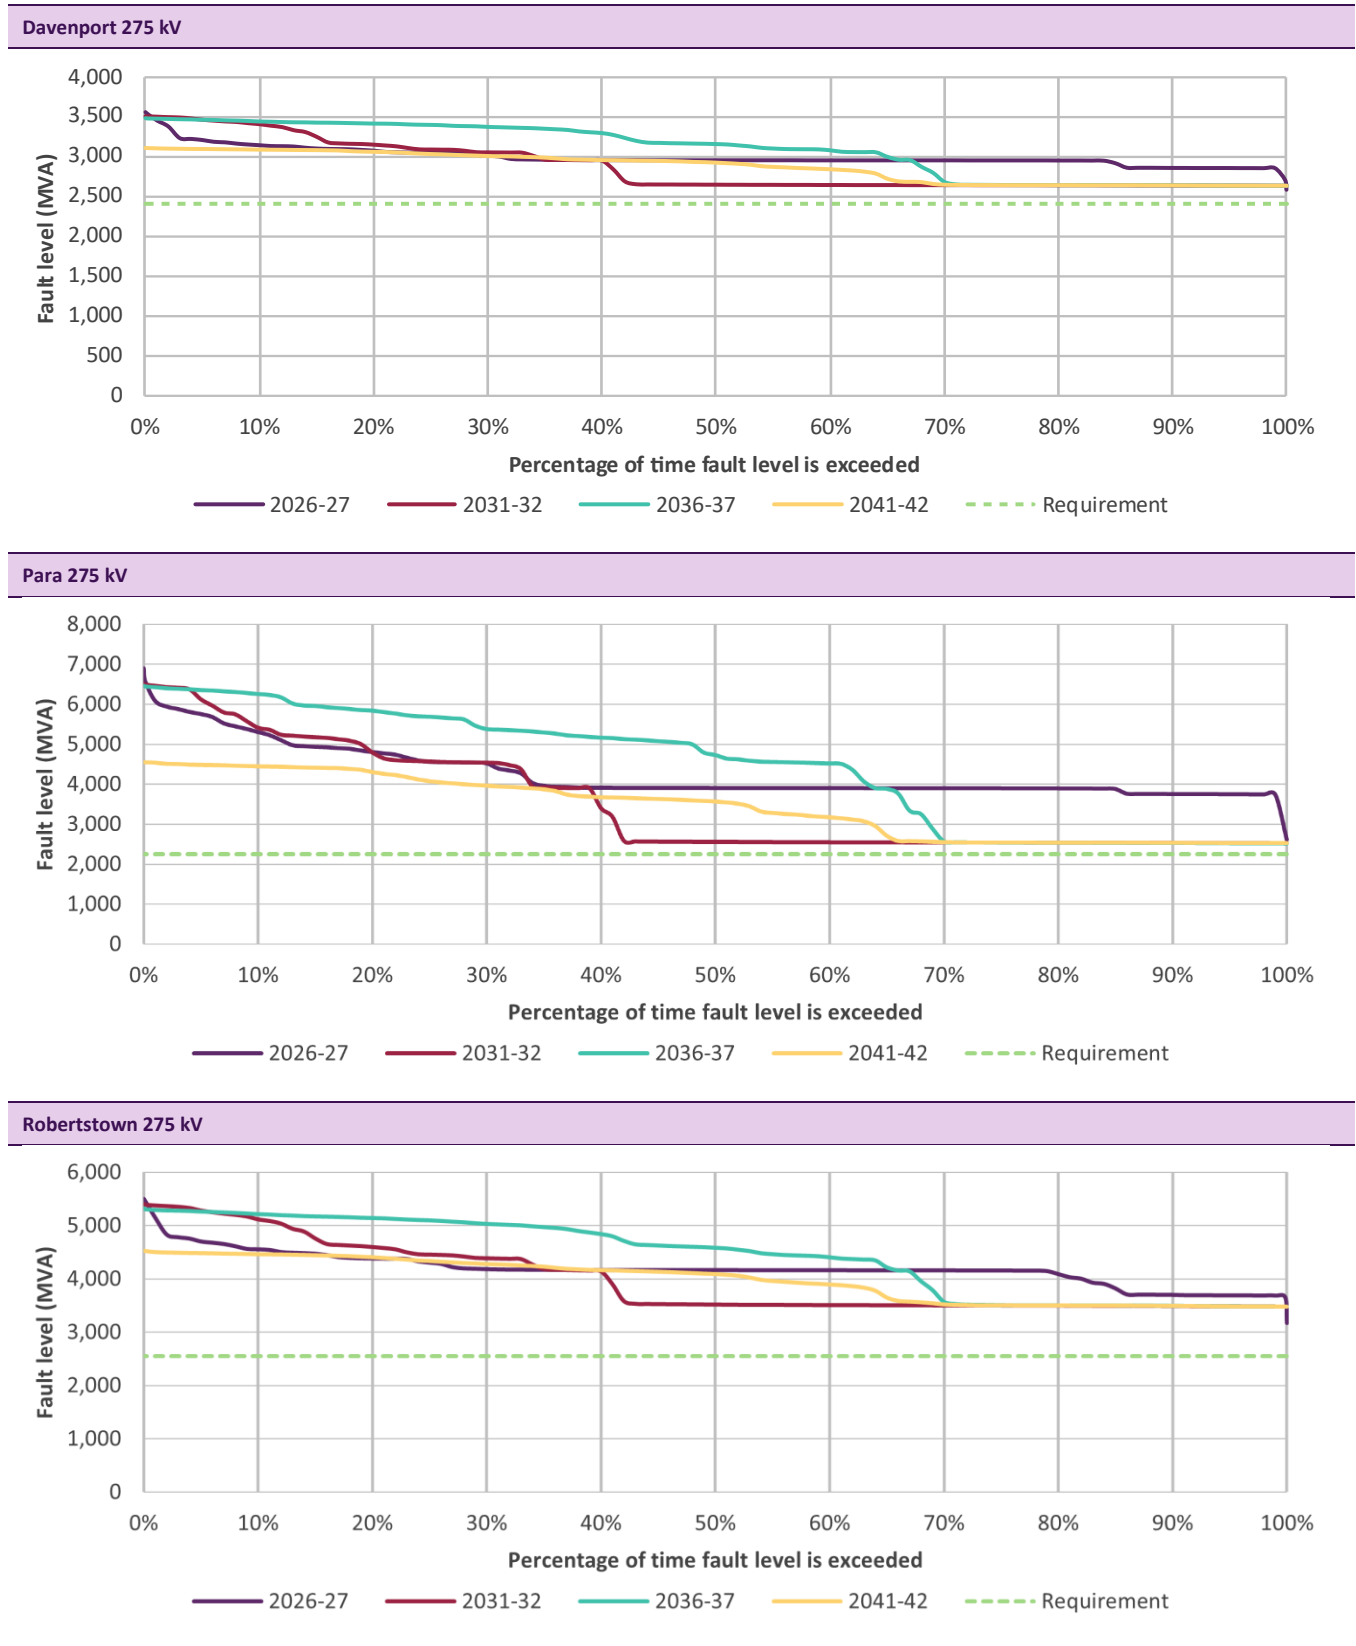 Davenport 275 kV
4,000
3,500
3,000
2,500
2,000
1,500
1,000
500
0
Fault level (MVA)
0% 10% 20% 30% 40% 50% 60% 70% 80% 90% 100%
Percentage of time fault level is exceeded
2026-27 2031-32 2036-37 2041-42 Requirement
Para 275 kV
8,000
7,000
6,000
5,000
4,000
3,000
2,000
1,000
0
Fault level (MVA)
0% 10% 20% 30% 40% 50% 60% 70% 80% 90% 100%
Percentage of time fault level is exceeded
2026-27 2031-32 2036-37 2041-42 Requirement
Robertstown 275 kV
6,000
5,000
4,000
3,000
2,000
1,000
0
Fault level (MVA)
0% 10% 20% 30% 40% 50% 60% 70% 80% 90% 100%
Percentage of time fault level is exceeded
2026-27 2031-32 2036-37 2041-42 Requirement